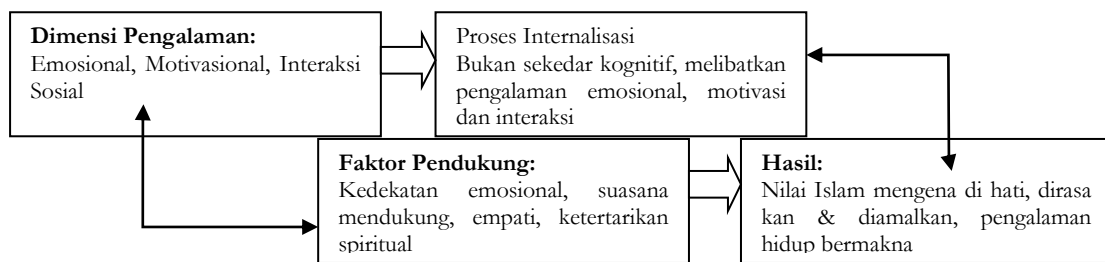 Dimensi Pengalaman:
Emosional, Motivasional, Interaksi
Sosial
Proses Internalisasi
Bukan sekedar kognitif, melibatkan
pengalaman emosional, motivasi
dan interaksi
Faktor Pendukung:
Kedekatan emosional, suasana
mendukung, empati, ketertarikan
spiritual
Hasil:
Nilai Islam mengena di hati, dirasa
kan & diamalkan, pengalaman
hidup bermakna